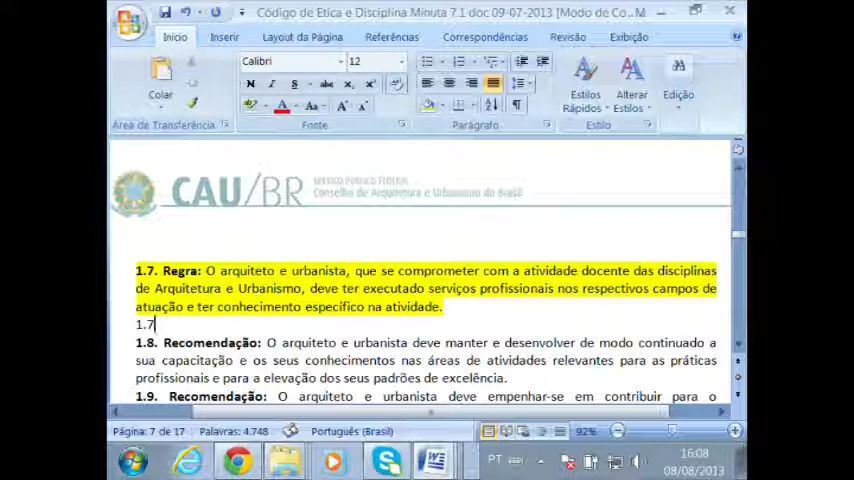 Código de Ética e Disciplina Minuta 7.1 doc 09-07-2013 [Modo de Co... M
Início Inserir Layout da Página Referências Correspondências Revisão Exibição
Calibri 12
Colar
N I S abc x₂ x²
A Aa A A
Estilos Rápidos
Alterar Estilos
Edição
Área de Transferência Fonte Parágrafo Estilo
CAU/BR
SERVIÇO PÚBLICO FEDERAL
Conselho de Arquitetura e Urbanismo do Brasil
1.7. Regra: O arquiteto e urbanista, que se comprometer com a atividade docente das disciplinas
de Arquitetura e Urbanismo, deve ter executado serviços profissionais nos respectivos campos de
atuação e ter conhecimento específico na atividade.
1.7
1.8. Recomendação: O arquiteto e urbanista deve manter e desenvolver de modo continuado a
sua capacitação e os seus conhecimentos nas áreas de atividades relevantes para as práticas
profissionais e para a elevação dos seus padrões de excelência.
1.9. Recomendação: O arquiteto e urbanista deve empenhar-se em contribuir para o
Página: 7 de 17 Palavras: 4.748 Português (Brasil) 92%
PT
16:08
08/08/2013